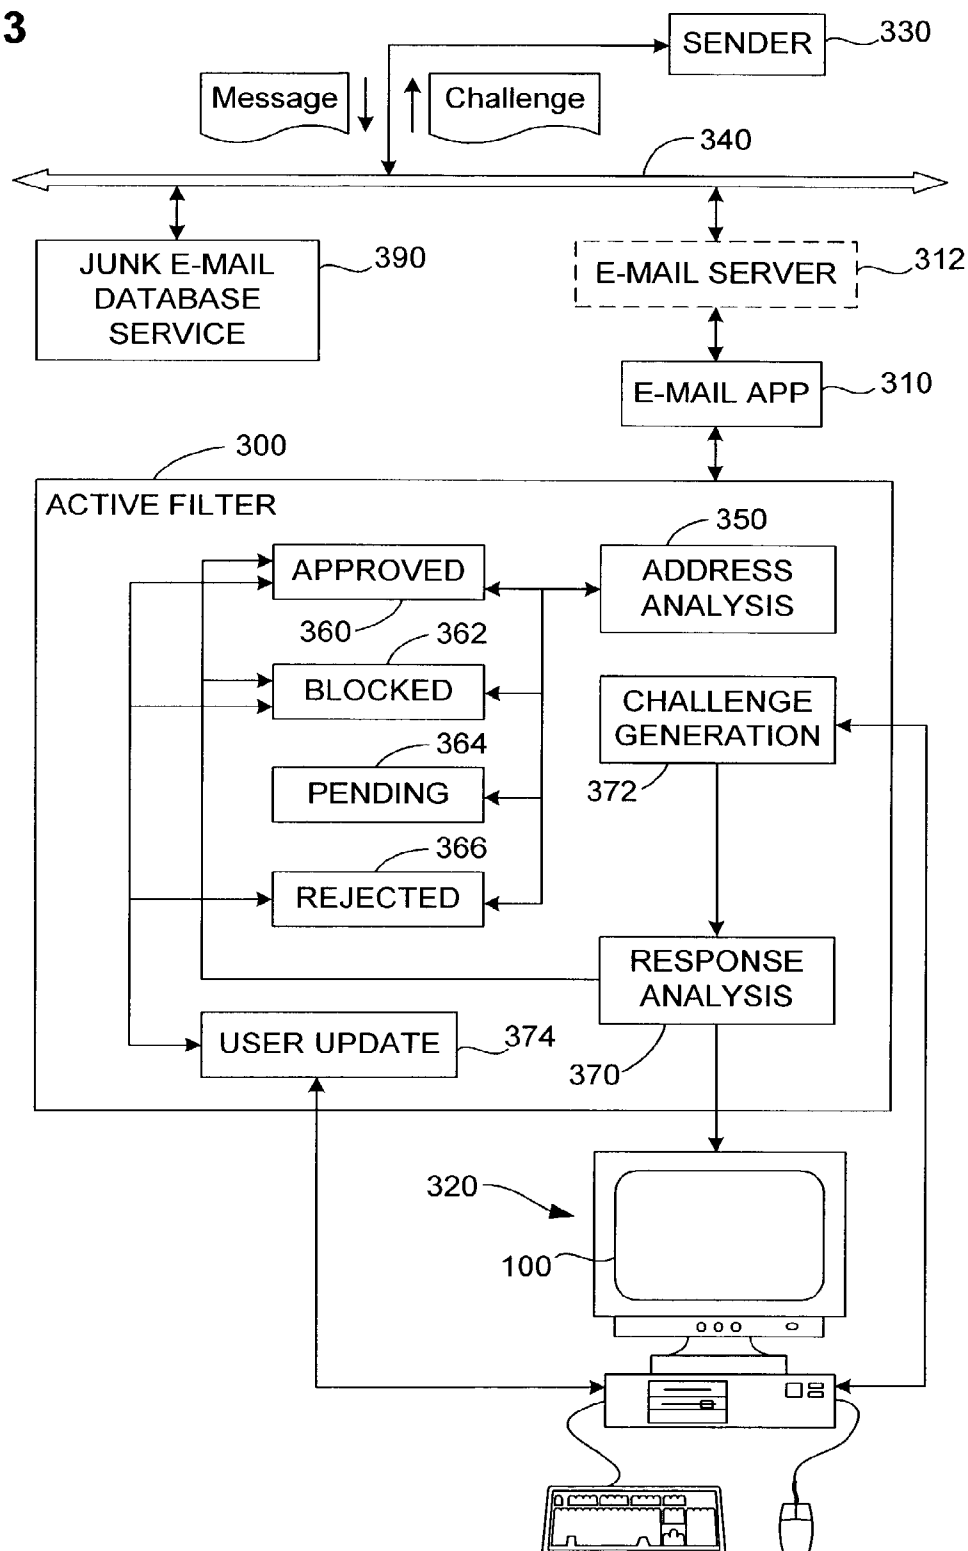 3
SENDER
330
Message
Challenge
340
JUNK E-MAIL
DATABASE
SERVICE
390
E-MAIL SERVER
312
E-MAIL APP
310
300
ACTIVE FILTER
350
APPROVED
ADDRESS
ANALYSIS
360
362
BLOCKED
CHALLENGE
GENERATION
364
PENDING
372
366
REJECTED
RESPONSE
ANALYSIS
USER UPDATE
374
370
320
100